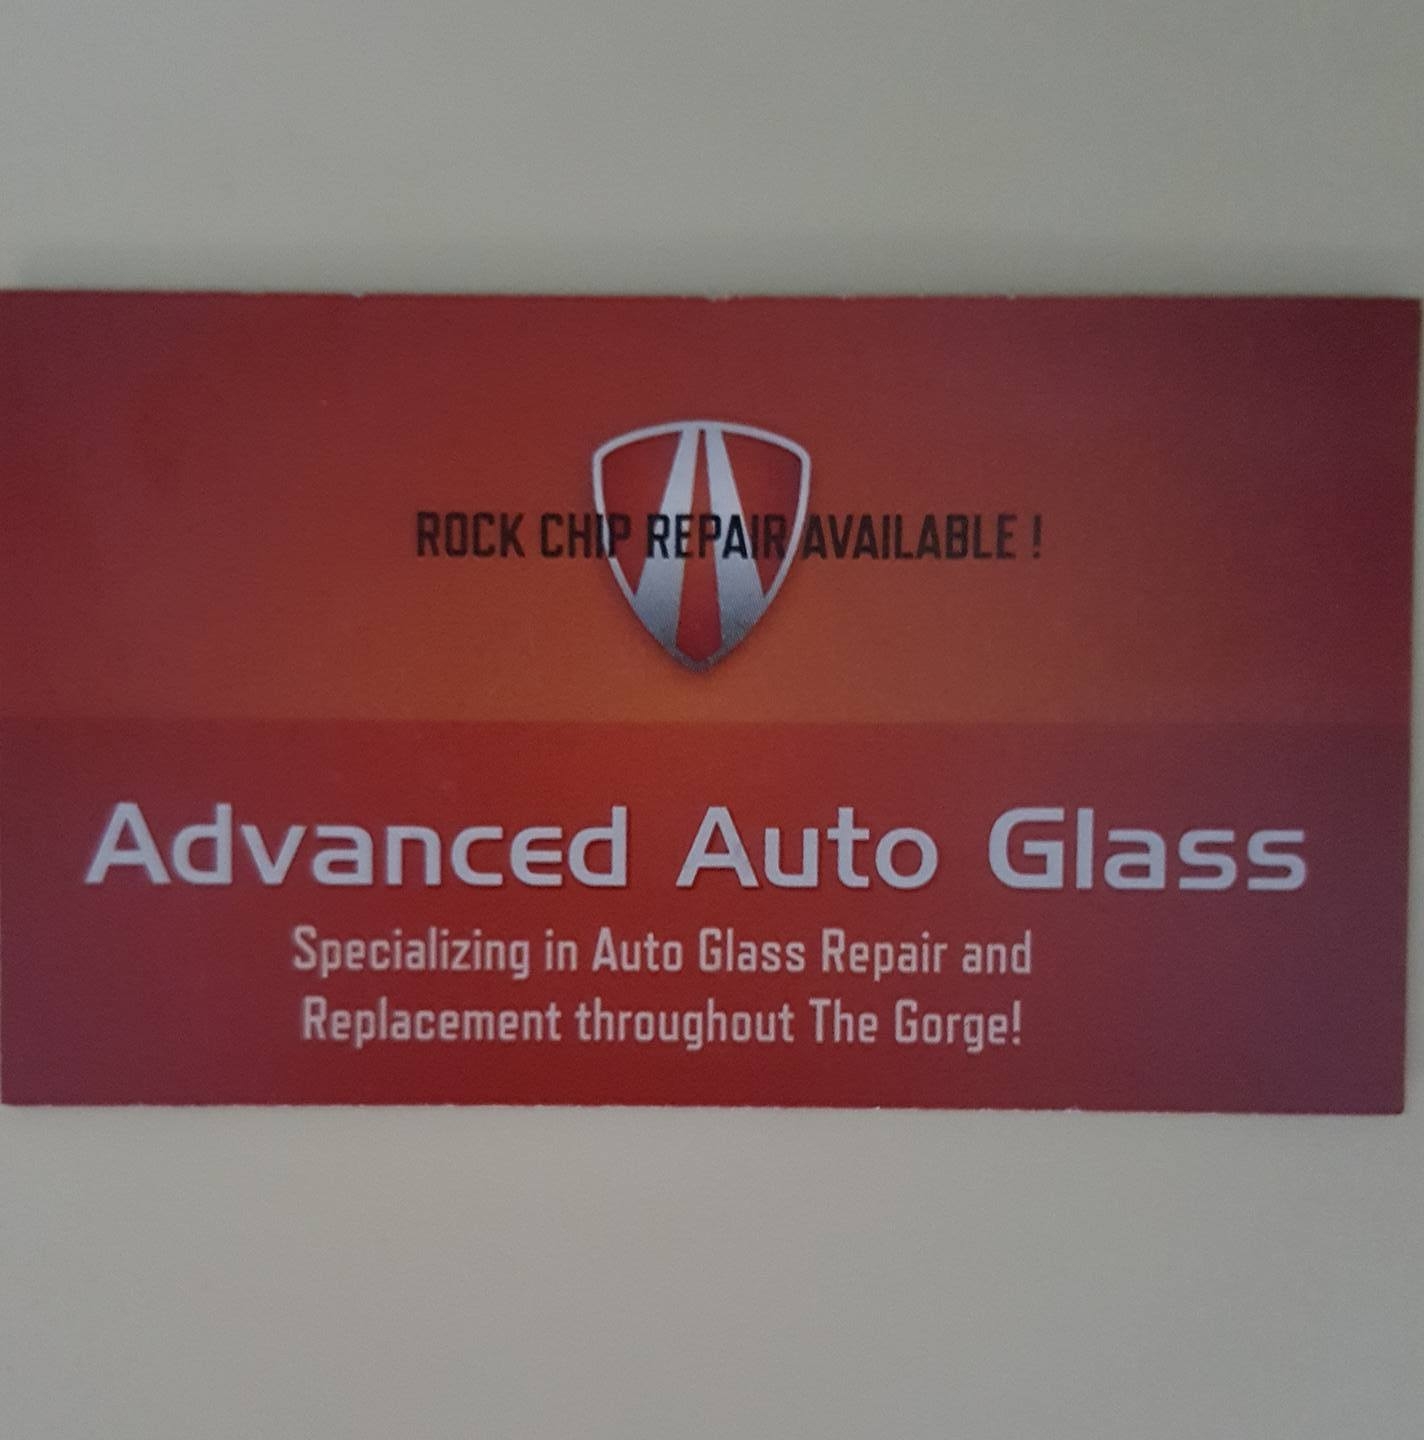 ROCK CHIP REPAIR AVAILABLE !
Advanced Auto Glass
Specializing in Auto Glass Repair and
Replacement throughout The Gorge!